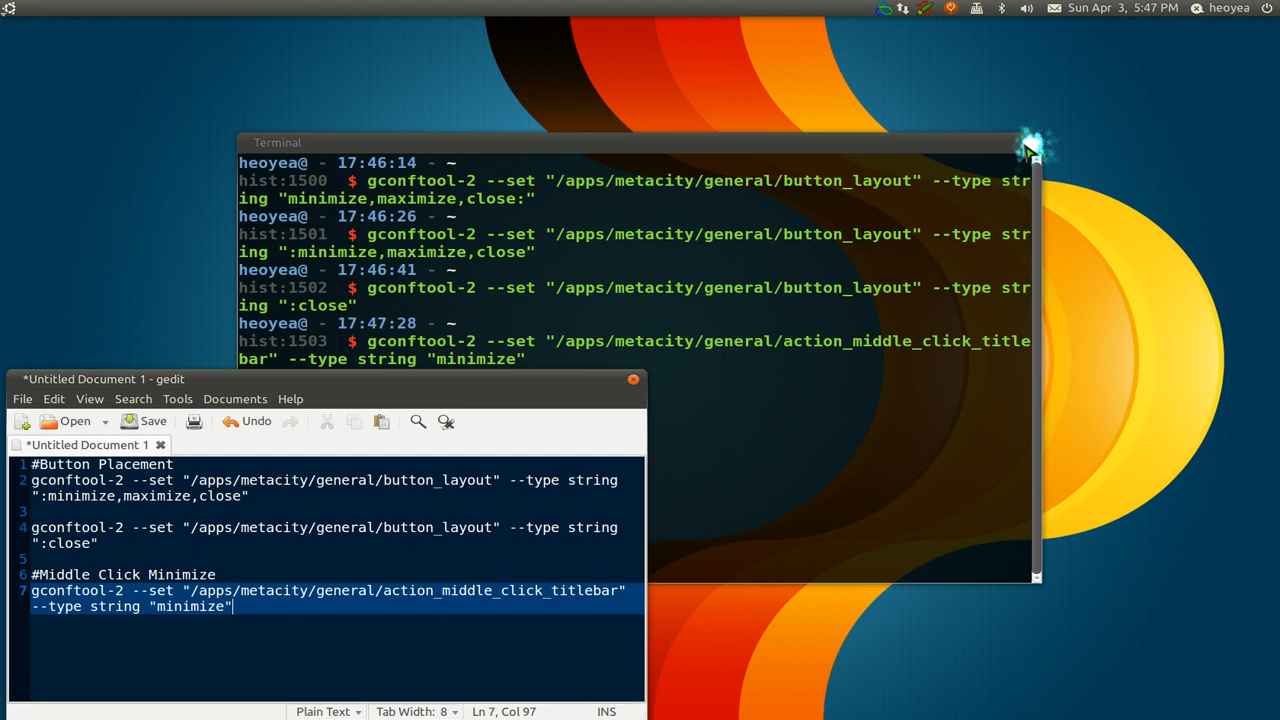 Sun Apr 3, 5:47 PM heoyea
Terminal
heoyea@ - 17:46:14 - ~
hist:1500 $ gconftool-2 --set "/apps/metacity/general/button_layout" --type str
ing "minimize,maximize,close:"
heoyea@ - 17:46:26 - ~
hist:1501 $ gconftool-2 --set "/apps/metacity/general/button_layout" --type str
ing ":minimize,maximize,close"
heoyea@ - 17:46:41 - ~
hist:1502 $ gconftool-2 --set "/apps/metacity/general/button_layout" --type str
ing ":close"
heoyea@ - 17:47:28 - ~
hist:1503 $ gconftool-2 --set "/apps/metacity/general/action_middle_click_title
bar" --type string "minimize"
*Untitled Document 1 - gedit
File Edit View Search Tools Documents Help
Open Save Undo
*Untitled Document 1
1 #Button Placement
2 gconftool-2 --set "/apps/metacity/general/button_layout" --type string
":minimize,maximize,close"
3
4 gconftool-2 --set "/apps/metacity/general/button_layout" --type string
":close"
5
6 #Middle Click Minimize
7 gconftool-2 --set "/apps/metacity/general/action_middle_click_titlebar"
--type string "minimize"
Plain Text Tab Width: 8 Ln 7, Col 97 INS